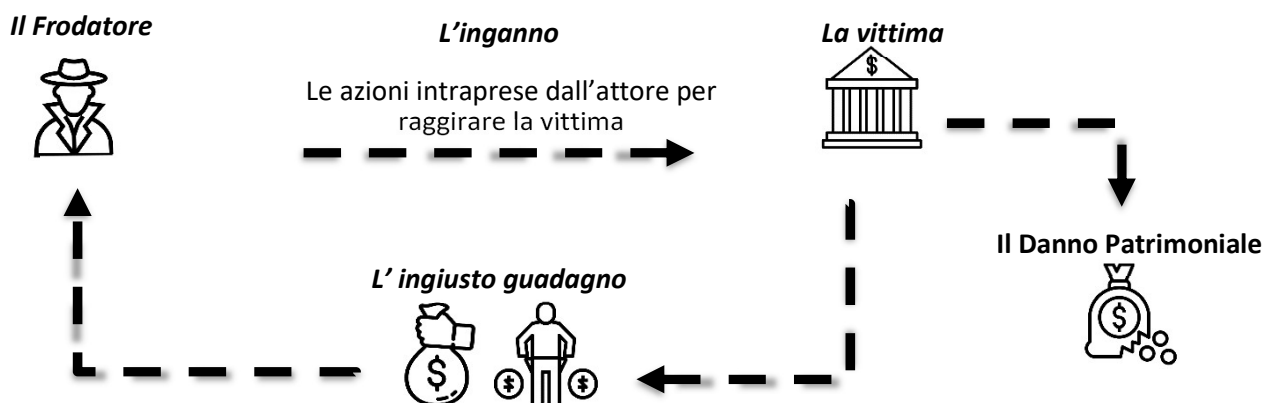 Il Frodatore
L'inganno
La vittima
$
Le azioni intraprese dall'attore per
raggirare la vittima
Il Danno Patrimoniale
$
L' ingiusto guadagno
$
$ $